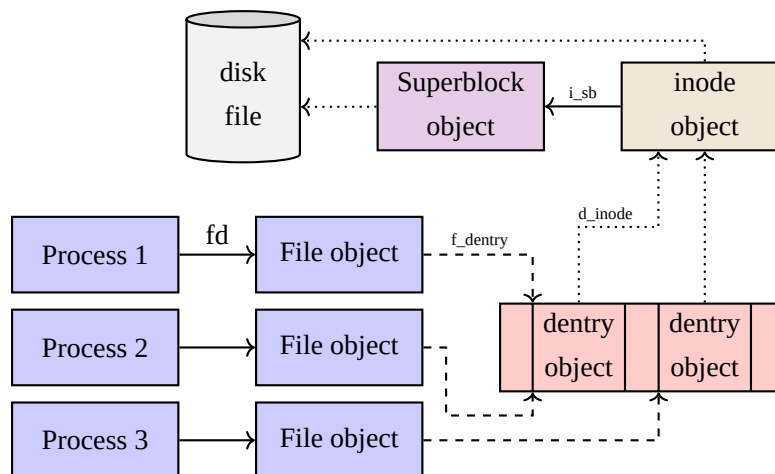 disk
file
Superblock
object
i_sb
inode
object
d_inode
Process 1
fd
File object
f_dentry
Process 2
File object
dentry
object
dentry
object
Process 3
File object